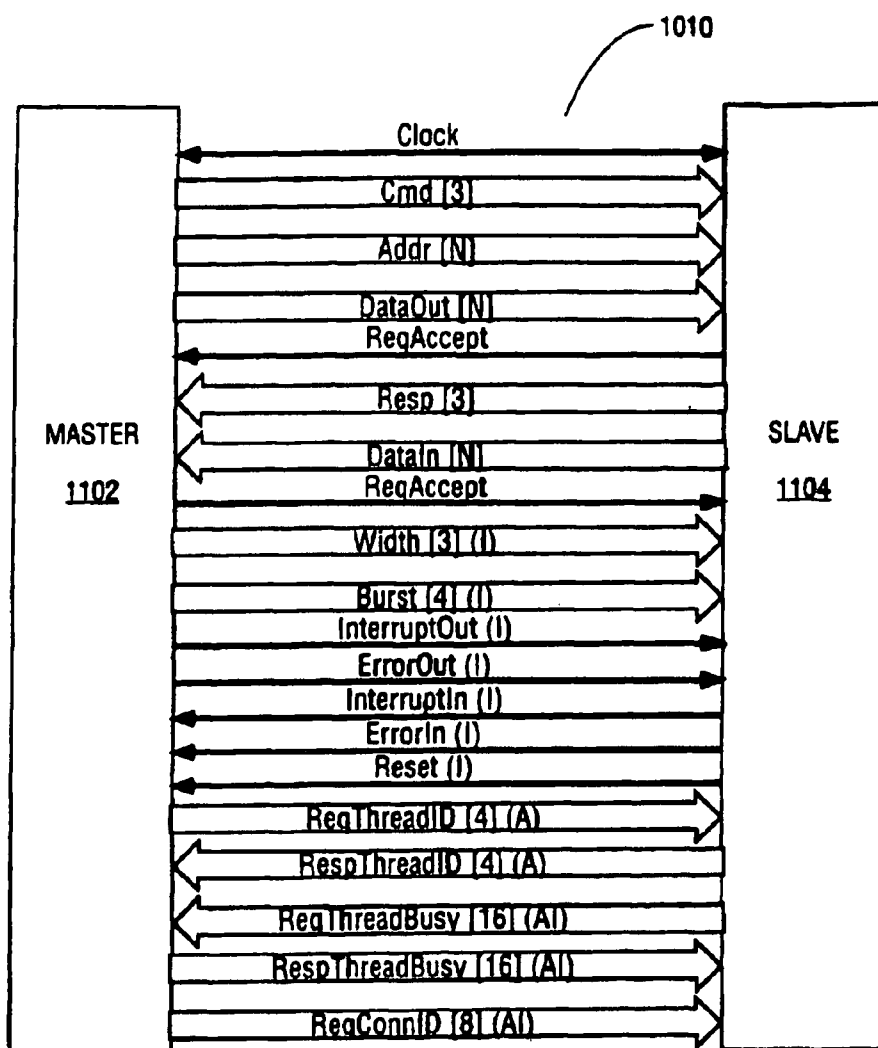 1010
Clock
Cmd [3]
Addr [N]
DataOut [N]
ReqAccept
Resp [3]
MASTER
SLAVE
DataIn [N]
1102
ReqAccept
1104
Width [3] (I)
Burst [4] (I)
InterruptOut (I)
ErrorOut (I)
InterruptIn (I)
ErrorIn (I)
Reset (I)
ReqThreadID [4] (A)
RespThreadID [4] (A)
ReqThreadBusy [16] (AI)
RespThreadBusy [16] (AI)
ReqConnID [8] (AI)